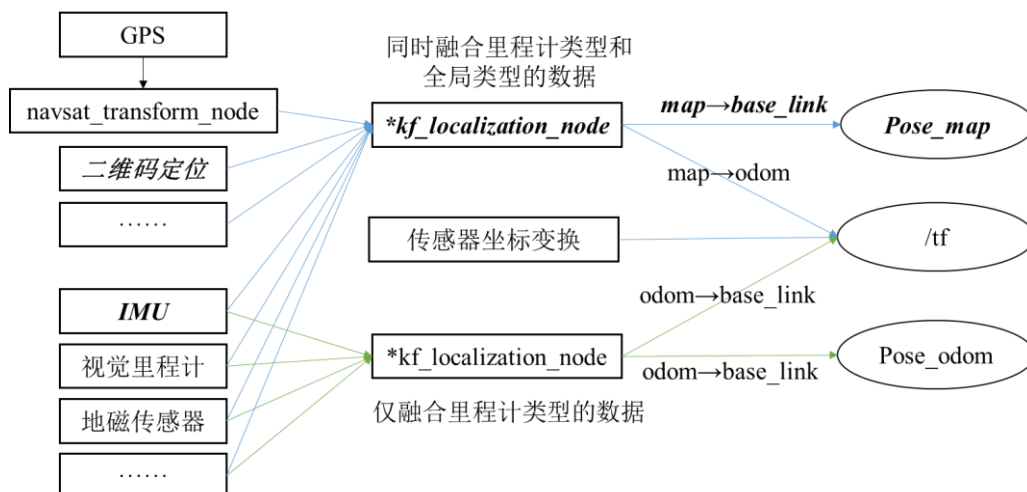 GPS
navsat_transform_node
二维码定位
……
IMU
视觉里程计
地磁传感器
……
同时融合里程计类型和
全局类型的数据
*kf_localization_node
传感器坐标变换
*kf_localization_node
仅融合里程计类型的数据
map→base_link
map→odom
odom→base_link
odom→base_link
Pose_map
/tf
Pose_odom